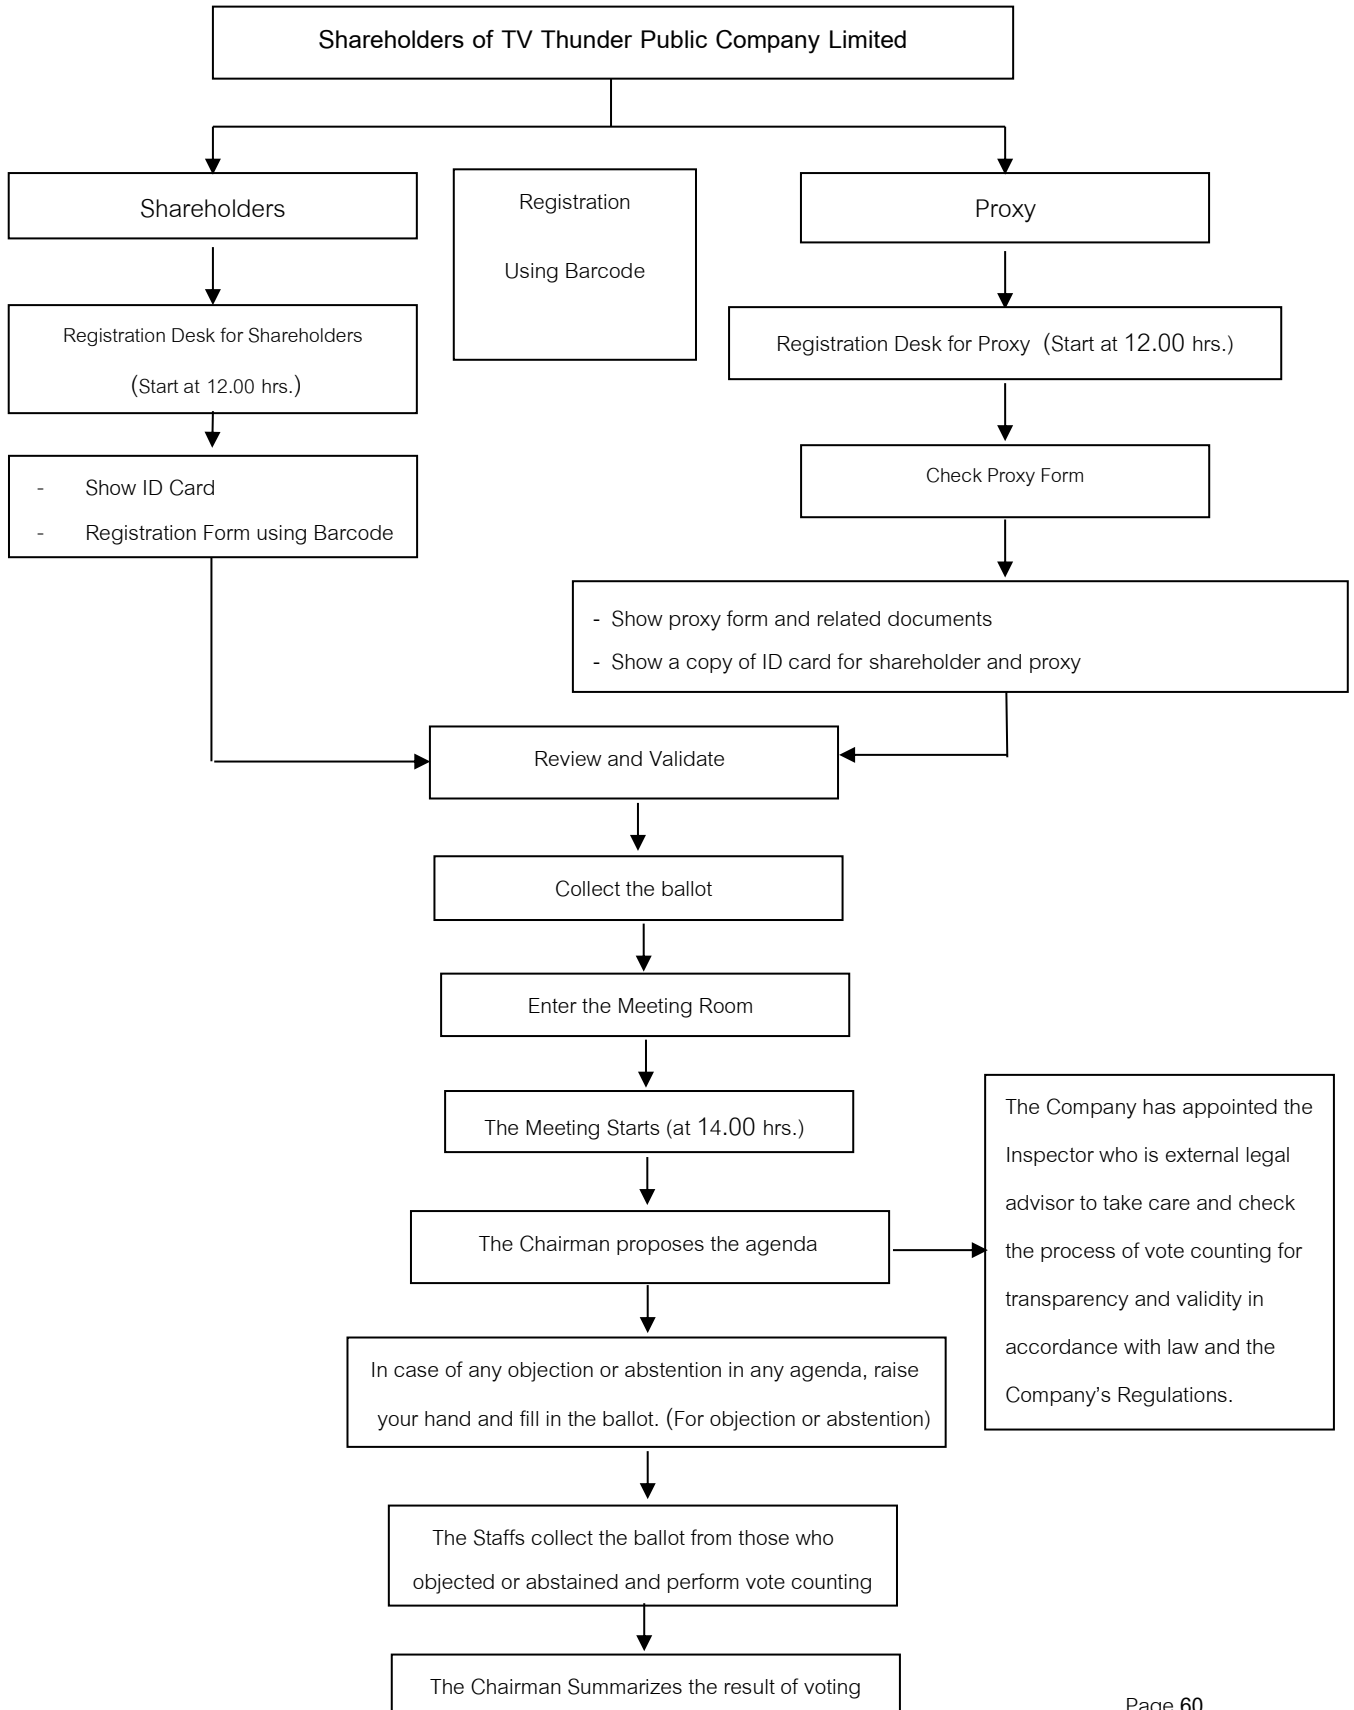 Shareholders of TV Thunder Public Company Limited
Shareholders
Registration
Using Barcode
Proxy
Registration Desk for Shareholders
(Start at 12.00 hrs.)
Registration Desk for Proxy (Start at 12.00 hrs.)
- Show ID Card
- Registration Form using Barcode
Check Proxy Form
- Show proxy form and related documents
- Show a copy of ID card for shareholder and proxy
Review and Validate
Collect the ballot
Enter the Meeting Room
The Meeting Starts (at 14.00 hrs.)
The Chairman proposes the agenda
The Company has appointed the
Inspector who is external legal
advisor to take care and check
the process of vote counting for
transparency and validity in
accordance with law and the
Company's Regulations.
In case of any objection or abstention in any agenda, raise
your hand and fill in the ballot. (For objection or abstention)
The Staffs collect the ballot from those who
objected or abstained and perform vote counting
The Chairman Summarizes the result of voting
Page 60